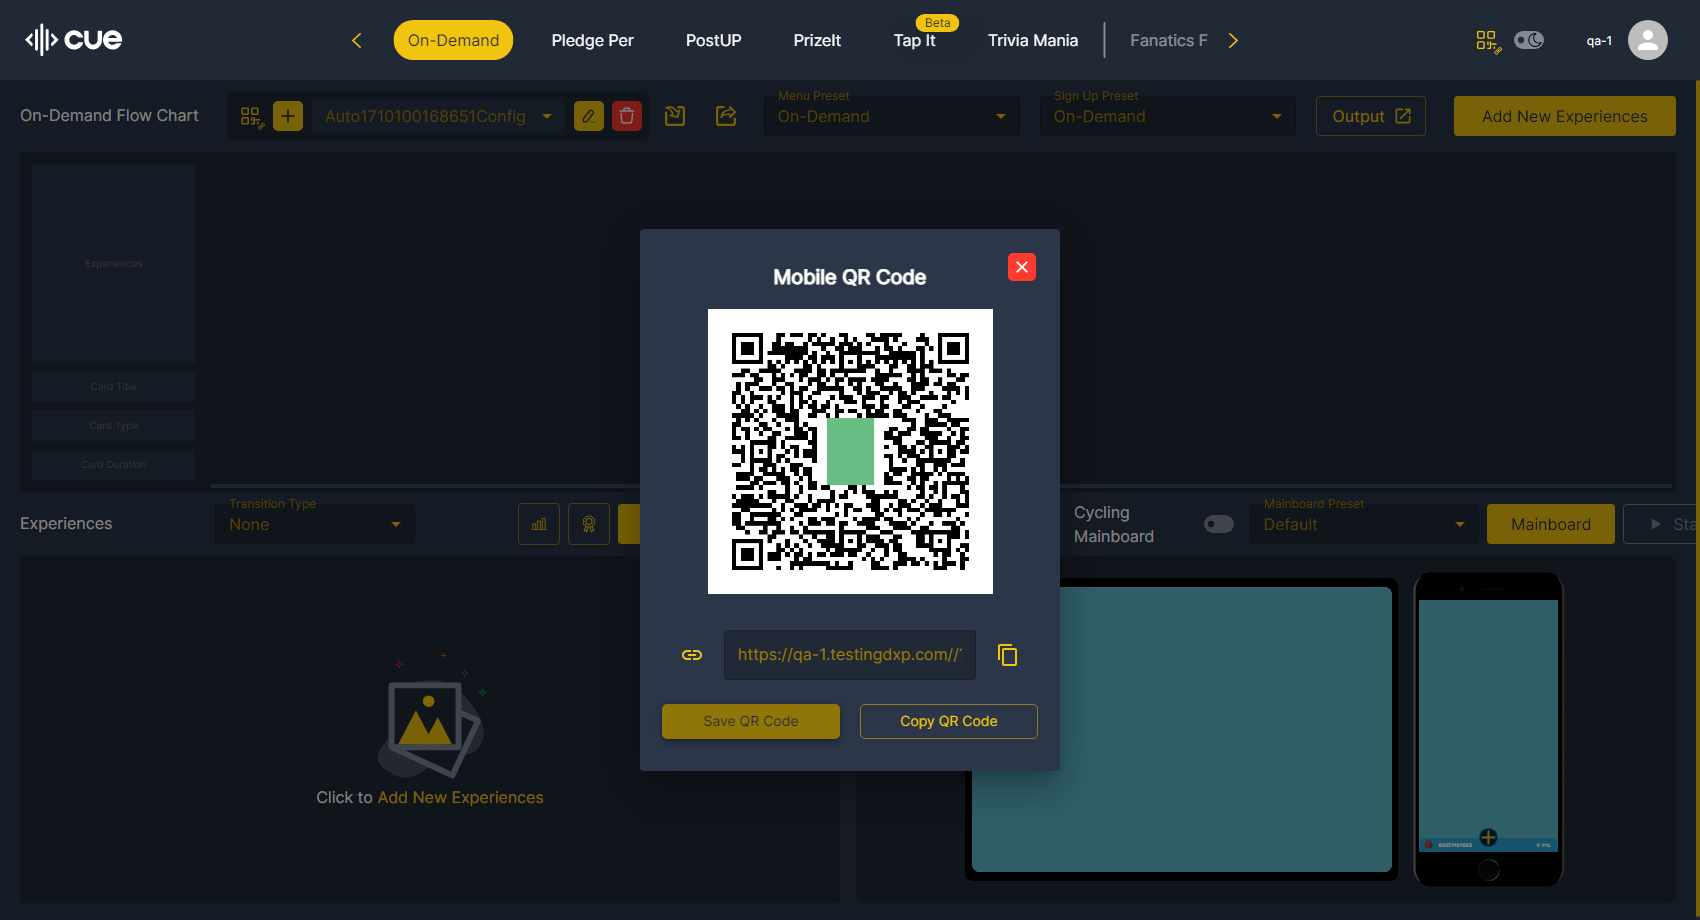 cue
On-Demand
Pledge Per
PostUP
PrizeIt
Beta
Tap It
Trivia Mania
Fanatics F
qa-1
On-Demand Flow Chart
Auto1710100168651Config
Menu Preset
On-Demand
Sign Up Preset
On-Demand
Output
Add New Experiences
Experiences
Card Title
Card Type
Card Duration
Mobile QR Code
https://qa-1.testingdxp.com//
Save QR Code
Copy QR Code
Experiences
Transition Type
None
Cycling
Mainboard
Mainboard Preset
Default
Mainboard
Sta
Click to Add New Experiences
0 Pts.